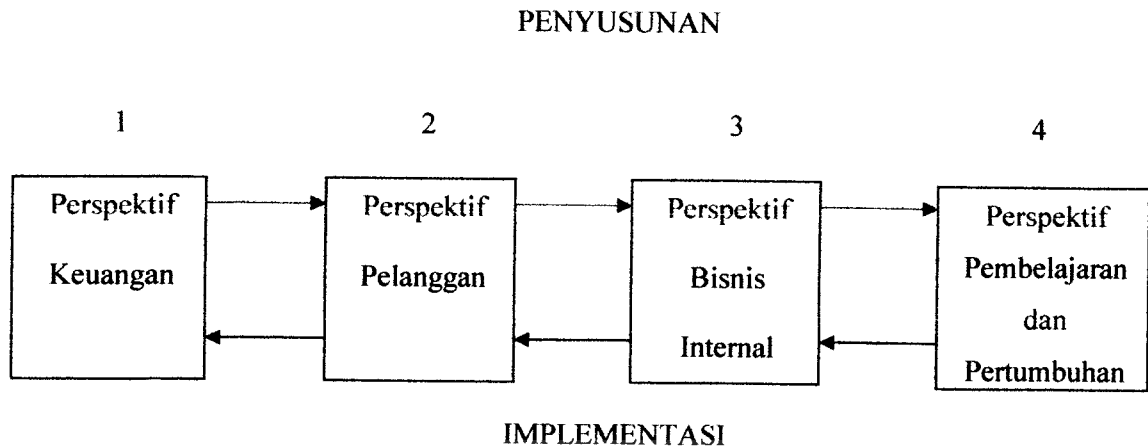 PENYUSUNAN
1
2
3
4
Perspektif
Keuangan
Perspektif
Pelanggan
Perspektif
Bisnis
Internal
Perspektif
Pembelajaran
dan
Pertumbuhan
IMPLEMENTASI